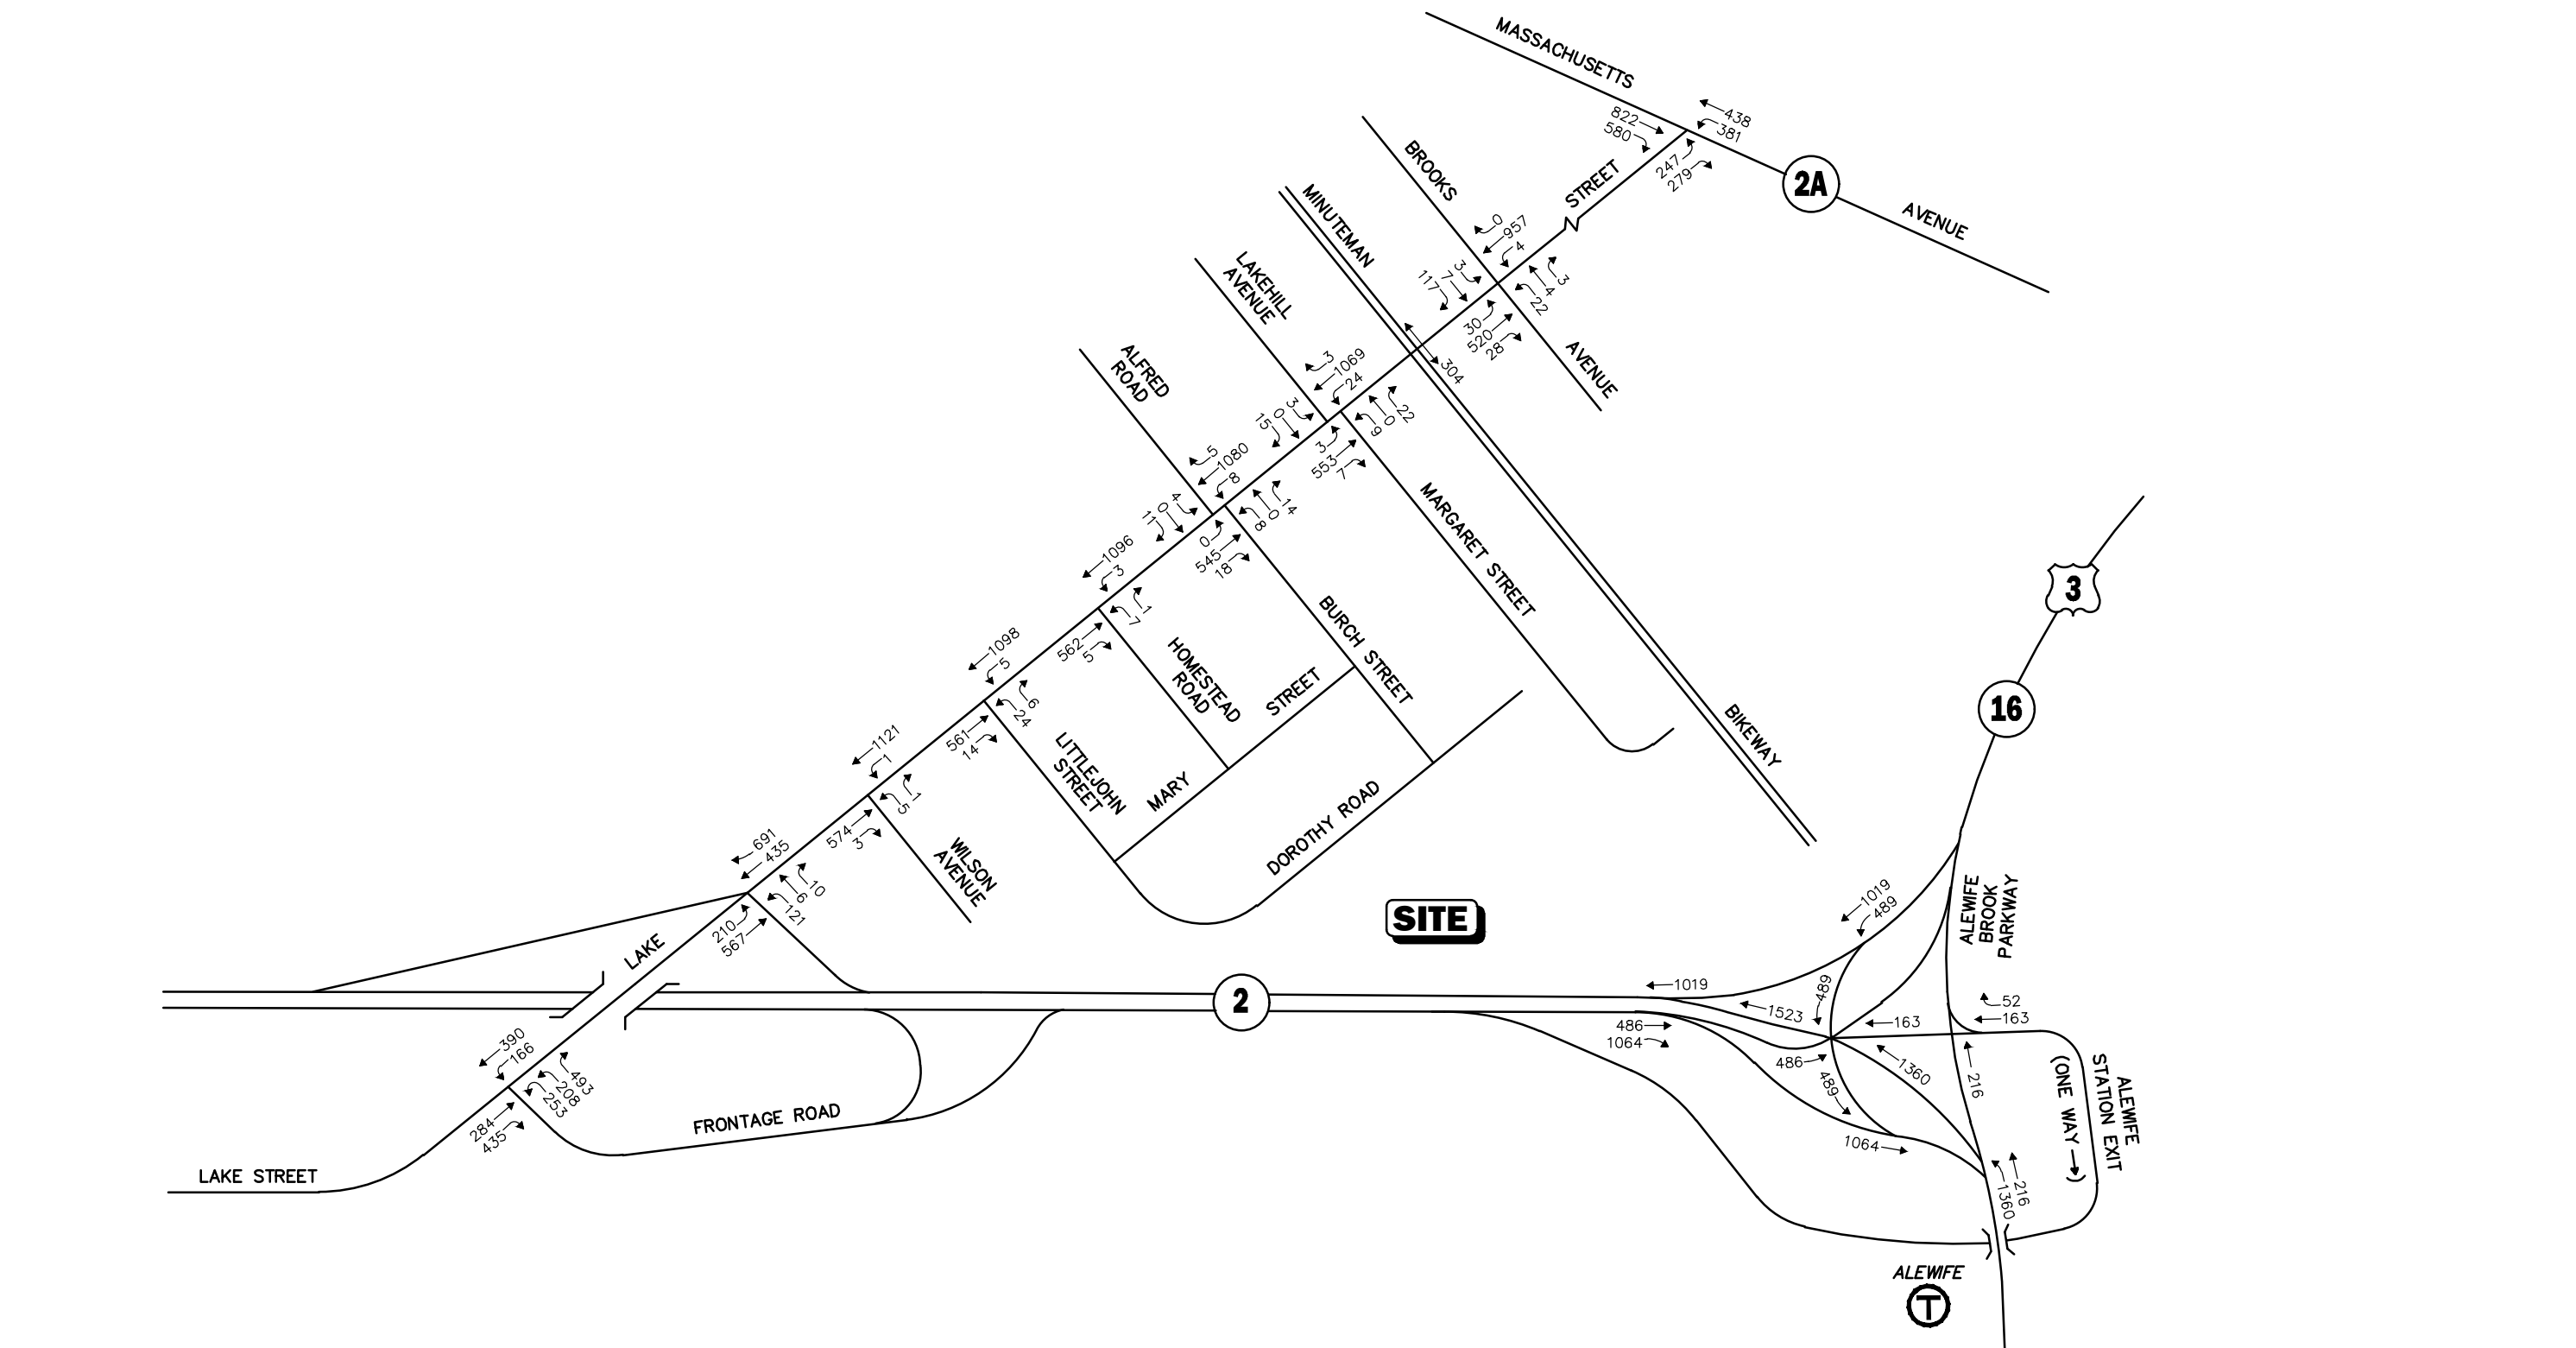 MASSACHUSETTS
438
381
822
580
247
279
2A
AVENUE
BROOKS
STREET
0
957
4
3
7
117
3
4
22
30
520
28
AVENUE
MINUTEMAN
304
LAKEHILL
AVENUE
3
1069
24
3
0
15
22
0
9
3
553
7
ALFRED
ROAD
5
1080
8
4
0
11
14
0
8
0
545
18
MARGARET STREET
1096
3
1
7
562
5
HOMESTEAD
ROAD
BURCH STREET
1098
5
6
24
561
14
LITTLEJOHN
STREET
MARY
STREET
DOROTHY ROAD
BIKEWAY
1121
1
1
5
574
3
WILSON
AVENUE
691
435
10
6
121
210
567
LAKE
SITE
2
390
166
493
208
253
284
435
FRONTAGE ROAD
LAKE STREET
3
16
ALEWIFE
BROOK
PARKWAY
1019
489
1019
489
1523
163
52
163
486
1064
486
489
1360
216
1064
216
1360
(ONE WAY
)
ALEWIFE
STATION EXIT
ALEWIFE
T